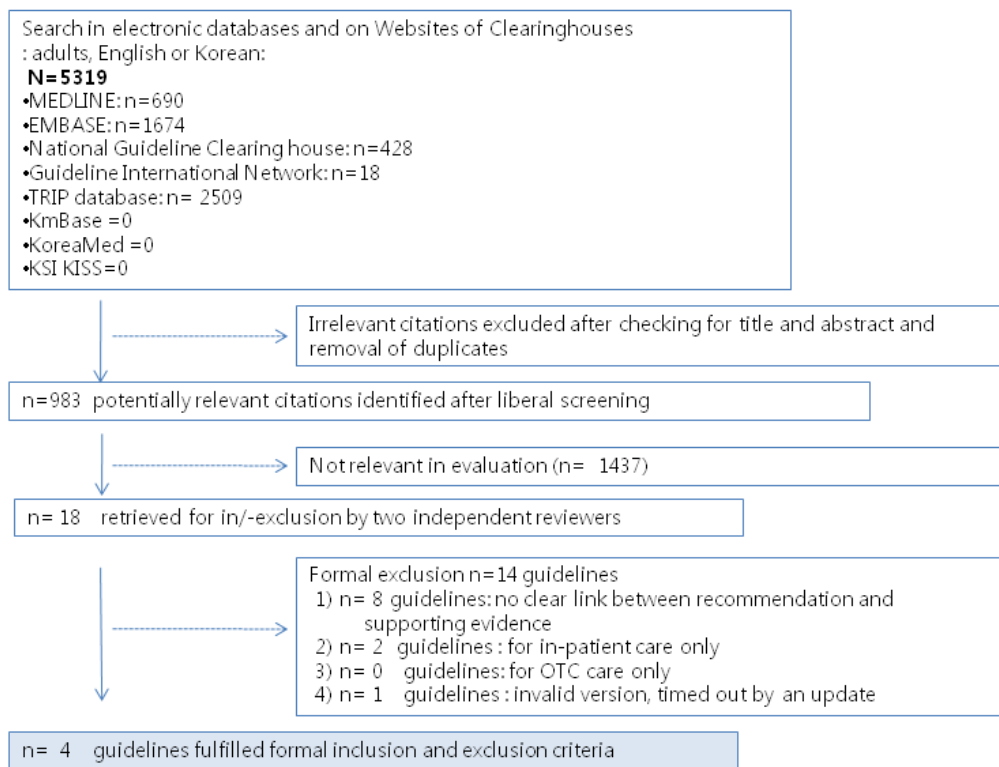 Search in electronic databases and on Websites of Clearinghouses
: adults, English or Korean:
N=5319
•MEDLINE: n=690
•EMBASE: n=1674
•National Guideline Clearing house: n=428
•Guideline International Network: n=18
•TRIP database: n= 2509
•KmBase =0
•KoreaMed =0
•KSI KISS=0
Irrelevant citations excluded after checking for title and abstract and
removal of duplicates
n=983 potentially relevant citations identified after liberal screening
Not relevant in evaluation (n= 1437)
n= 18 retrieved for in/-exclusion by two independent reviewers
Formal exclusion n=14 guidelines
1) n= 8 guidelines: no clear link between recommendation and
supporting evidence
2) n= 2 guidelines : for in-patient care only
3) n= 0 guidelines: for OTC care only
4) n= 1 guidelines : invalid version, timed out by an update
n= 4 guidelines fulfilled formal inclusion and exclusion criteria